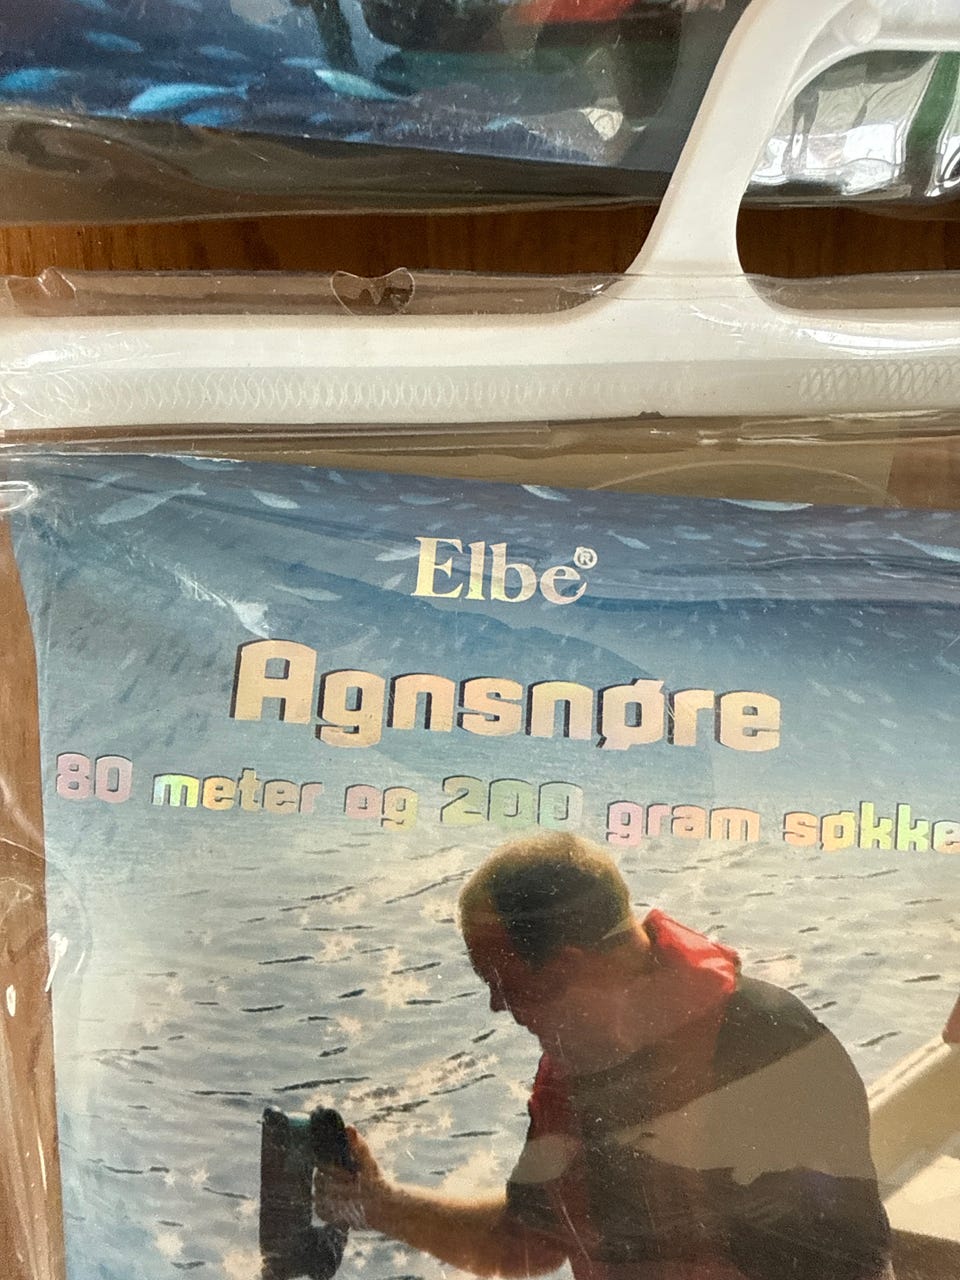 Elbe®
Agnsnøre
80 meter og 200 gram søkke